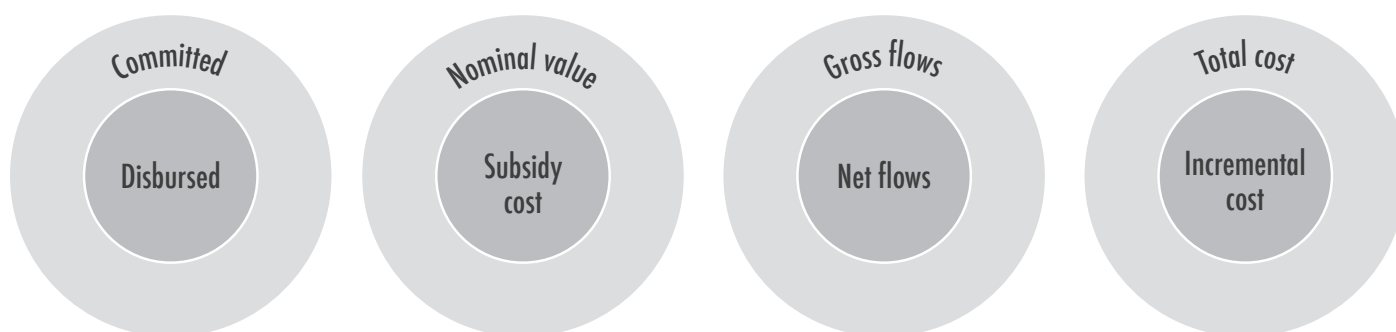 Committed
Disbursed
Nominal value
Subsidy
cost
Gross flows
Net flows
Total cost
Incremental
cost